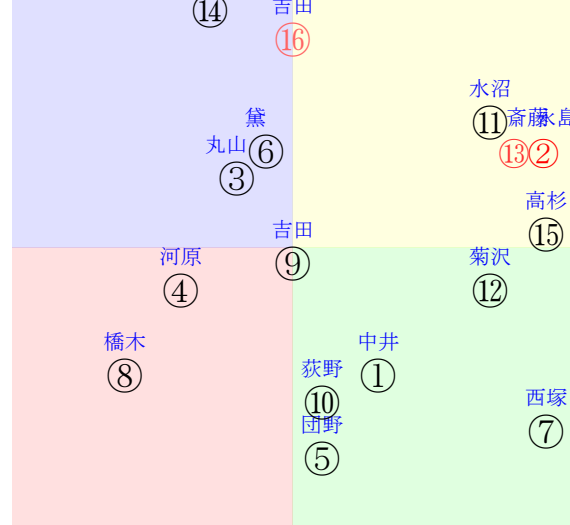 吉田
⑭
⑯
水沼
⑪
斎藤
永島
⑬
②
黛
⑥
丸山
③
高杉
⑮
吉田
⑨
河原
④
菊沢
⑫
橋木
⑧
中井
①
荻野
⑩
西塚
⑦
団野
⑤